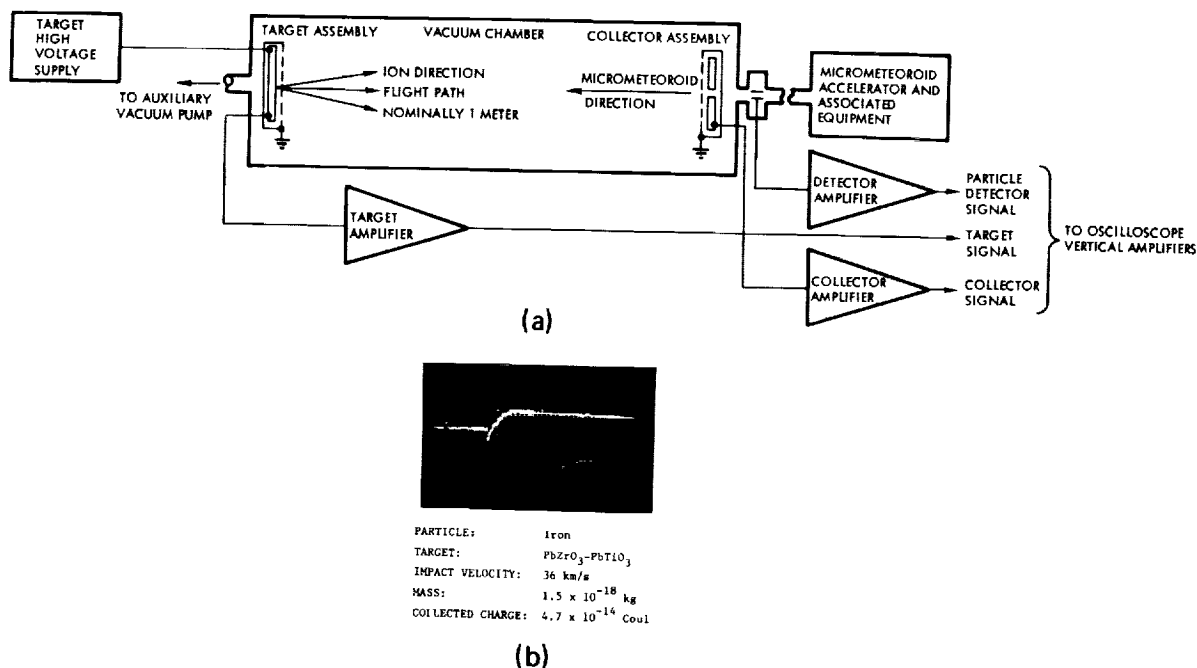 TARGET
HIGH
VOLTAGE
SUPPLY
TARGET ASSEMBLY
VACUUM CHAMBER
COLLECTOR ASSEMBLY
TO AUXILIARY
VACUUM PUMP
ION DIRECTION
FLIGHT PATH
NOMINALLY 1 METER
MICROMETEOROID
DIRECTION
MICROMETEOROID
ACCELERATOR AND
ASSOCIATED
EQUIPMENT
TARGET
AMPLIFIER
DETECTOR
AMPLIFIER
COLLECTOR
AMPLIFIER
PARTICLE
DETECTOR
SIGNAL
TARGET
SIGNAL
COLLECTOR
SIGNAL
TO OSCILLOSCOPE
VERTICAL AMPLIFIERS
(a)
PARTICLE: Iron
TARGET: PbZrO₃-PbTiO₃
IMPACT VELOCITY: 36 km/s
MASS: 1.5 x 10⁻¹⁸ kg
COLLECTED CHARGE: 4.7 x 10⁻¹⁴ Coul
(b)